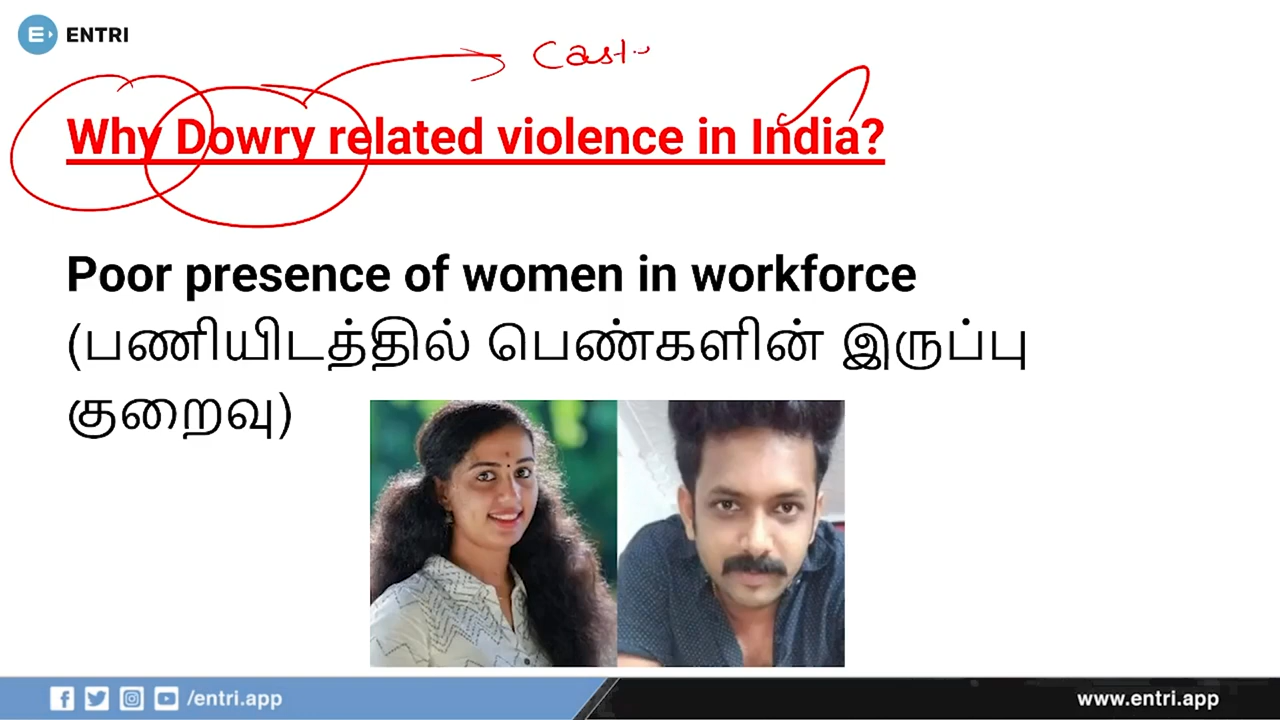 ENTRI
Cast
Why Dowry related violence in India?
Poor presence of women in workforce
(பணியிடத்தில் பெண்களின் இருப்பு
குறைவு)
/entri.app
www.entri.app